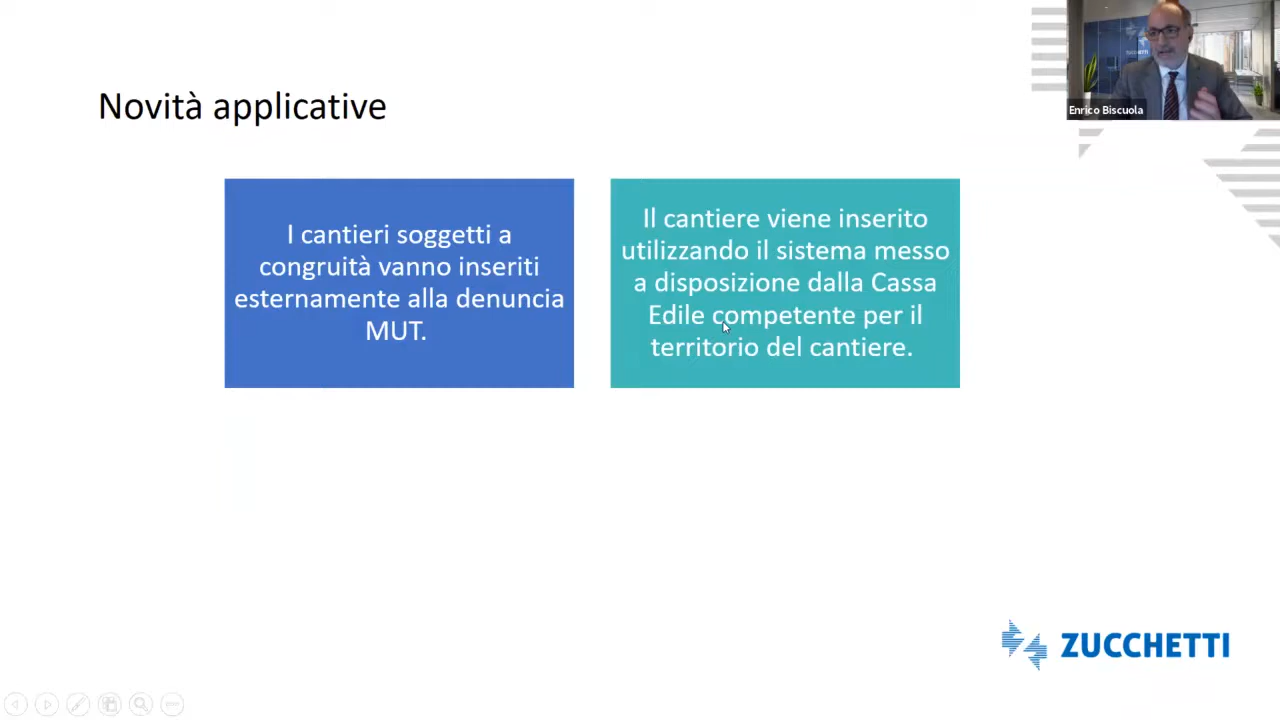 Novità applicative
I cantieri soggetti a
congruità vanno inseriti
esternamente alla denuncia
MUT.
Il cantiere viene inserito
utilizzando il sistema messo
a disposizione dalla Cassa
Edile competente per il
territorio del cantiere.
ZUCCHETTI
Enrico Biscuola
ZUCCHETTI